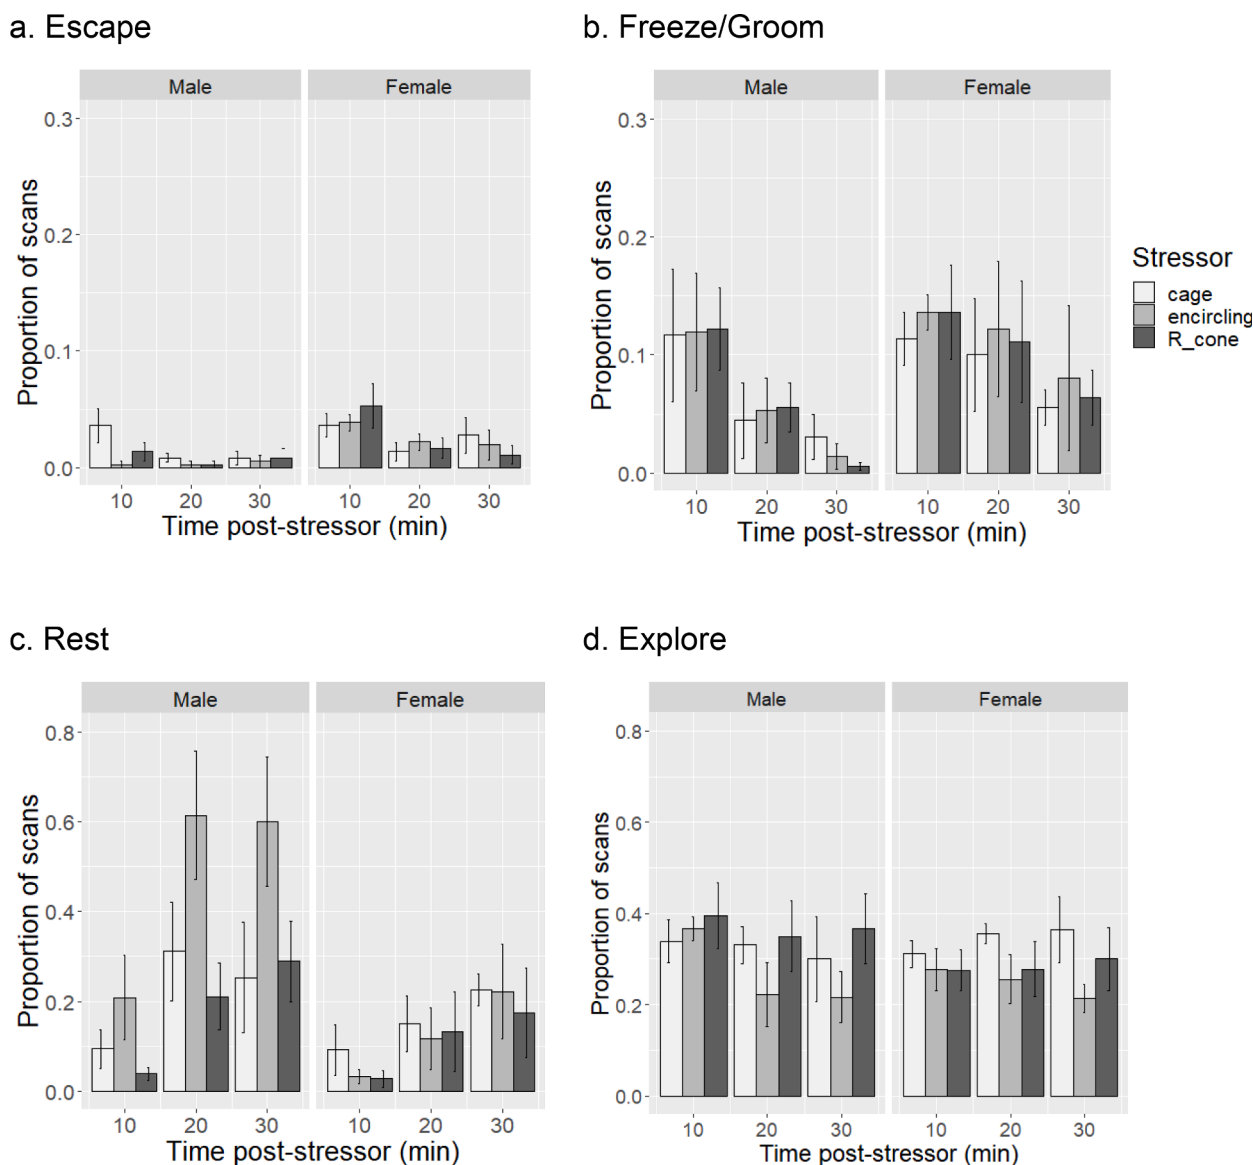 a. Escape
Male Female
Proportion of scans
0.3
0.2
0.1
0.0
10 20 30 10 20 30
Time post-stressor (min)
b. Freeze/Groom
Male Female
Proportion of scans
0.3
0.2
0.1
0.0
10 20 30 10 20 30
Time post-stressor (min)
Stressor
cage
encircling
R_cone
c. Rest
Male Female
Proportion of scans
0.8
0.6
0.4
0.2
0.0
10 20 30 10 20 30
Time post-stressor (min)
d. Explore
Male Female
Proportion of scans
0.8
0.6
0.4
0.2
0.0
10 20 30 10 20 30
Time post-stressor (min)